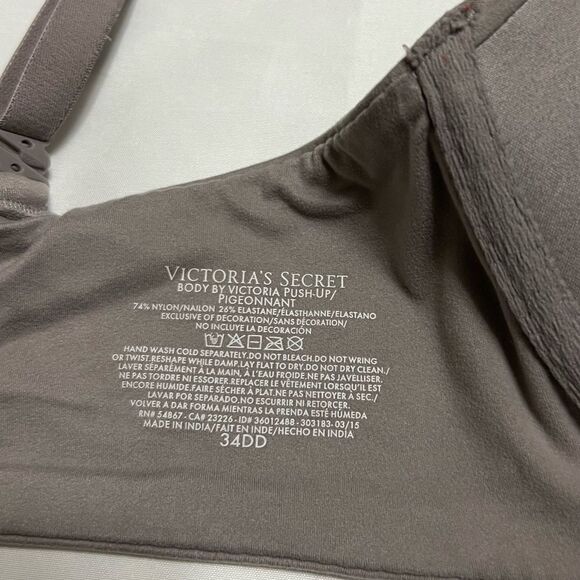 VICTORIA'S SECRET
BODY BY VICTORIA PUSH-UP/
PIGEONNANT
74% NYLON/NAILON 26% ELASTANE/ÉLASTHANNE/ELASTANO
EXCLUSIVE OF DECORATION/SANS DÉCORATION/
NO INCLUYE LA DECORACIÓN
HAND WASH COLD SEPARATELY.DO NOT BLEACH.DO NOT WRING
OR TWIST.RESHAPE WHILE DAMP.LAY FLAT TO DRY.DO NOT DRY CLEAN./
LAVER SÉPARÉMENT À LA MAIN, À L'EAU FROIDE.NE PAS JAVELLISER.
NE PAS TORDRE NI ESSORER.REPLACER LE VÊTEMENT LORSQU'IL EST
ENCORE HUMIDE.FAIRE SÉCHER À PLAT.NE PAS NETTOYER À SEC./
LAVAR POR SEPARADO.NO ESCURRIR NI RETORCER.
VOLVER A DAR FORMA MIENTRAS LA PRENDA ESTÉ HÚMEDA
RN# 54867 - CA# 23226 - ID# 36012488 - 303183- 03/15
MADE IN INDIA/FAIT EN INDE/HECHO EN INDIA
34DD